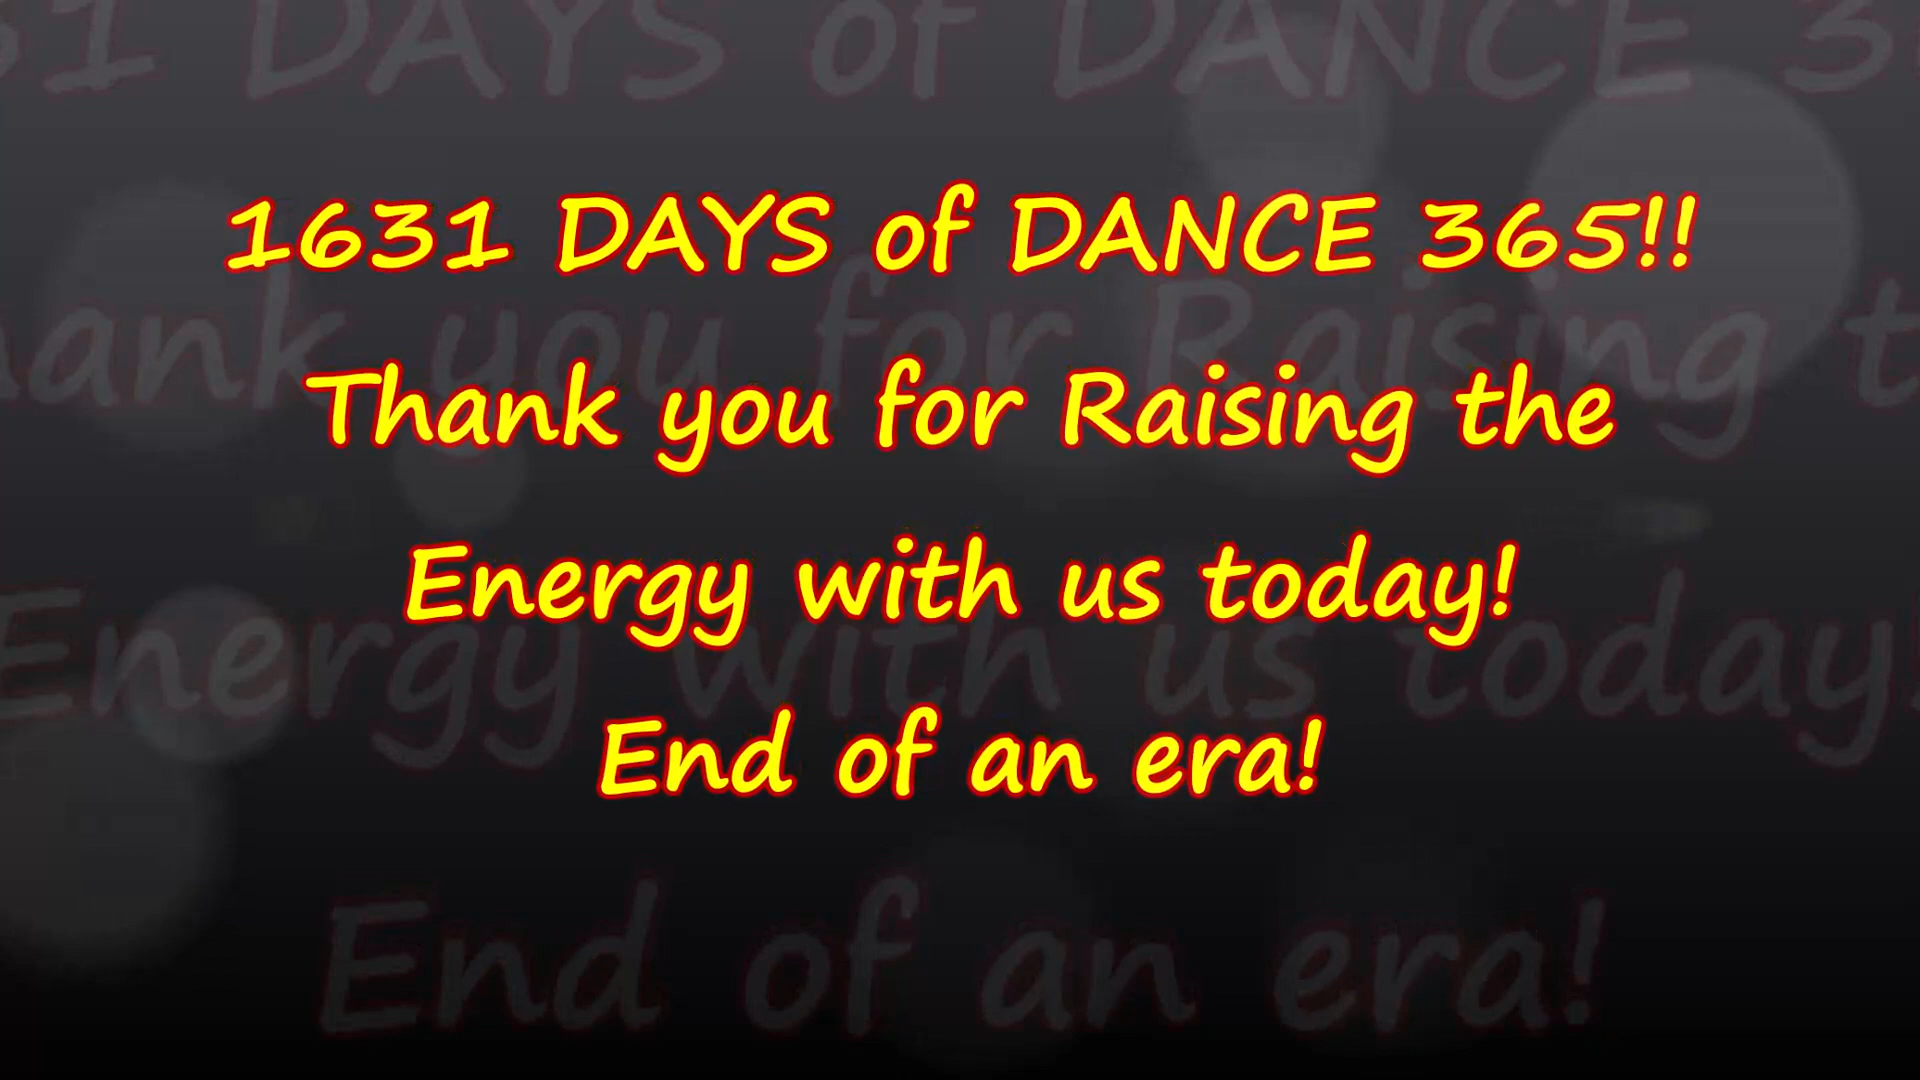 1631 DAYS of DANCE 365!!
Thank you for Raising the
Energy with us today!
End of an era!